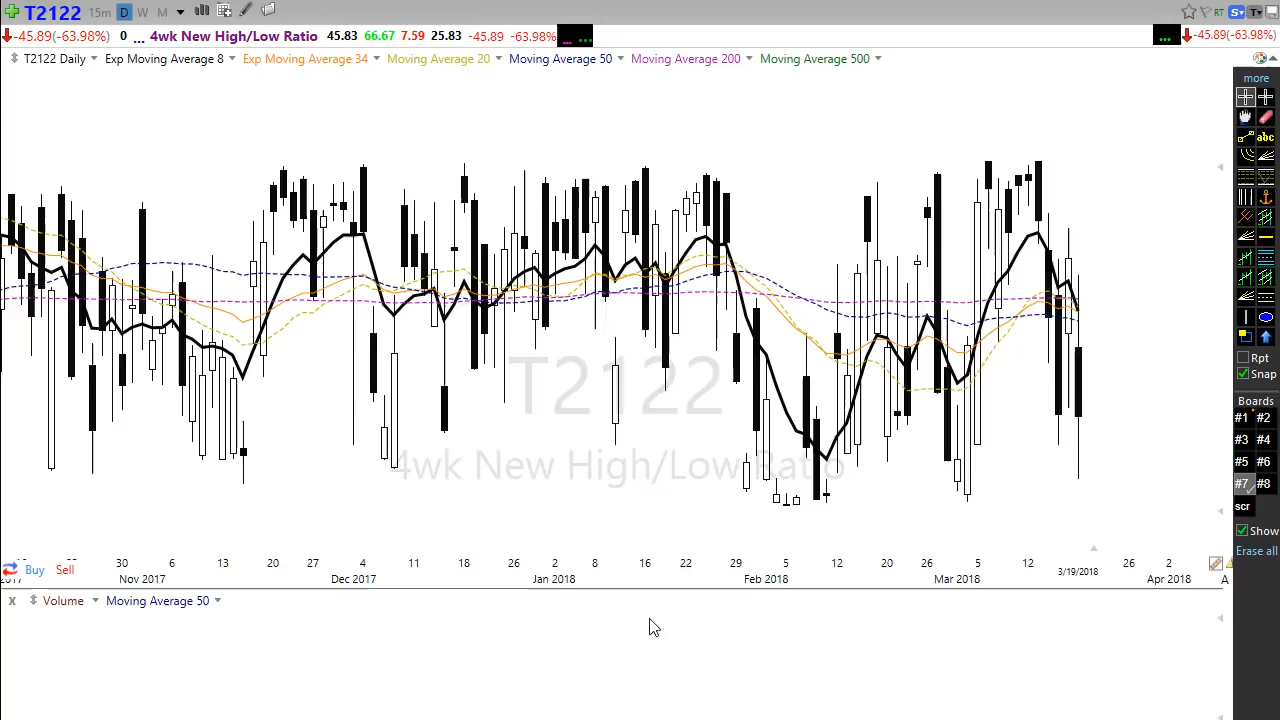 T2122 15m D W M RT S T
-45.89(-63.98%) 0 ... 4wk New High/Low Ratio 45.83 66.67 7.59 25.83 -45.89 -63.98% ... ... ... -45.89(-63.98%)
T2122 Daily Exp Moving Average 8 Exp Moving Average 34 Moving Average 20 Moving Average 50 Moving Average 200 Moving Average 500
more
abc
T2122
4wk New High/Low Ratio
Rpt
Snap
Boards
#1 #2
#3 #4
#5 #6
#7 #8
scr
Show
Erase all
30 6 13 20 27 4 11 18 26 2 8 16 22 29 5 12 20 26 5 12 26 2
Buy Sell
2017 Nov 2017 Dec 2017 Jan 2018 Feb 2018 Mar 2018 3/19/2018 Apr 2018 A
x Volume Moving Average 50